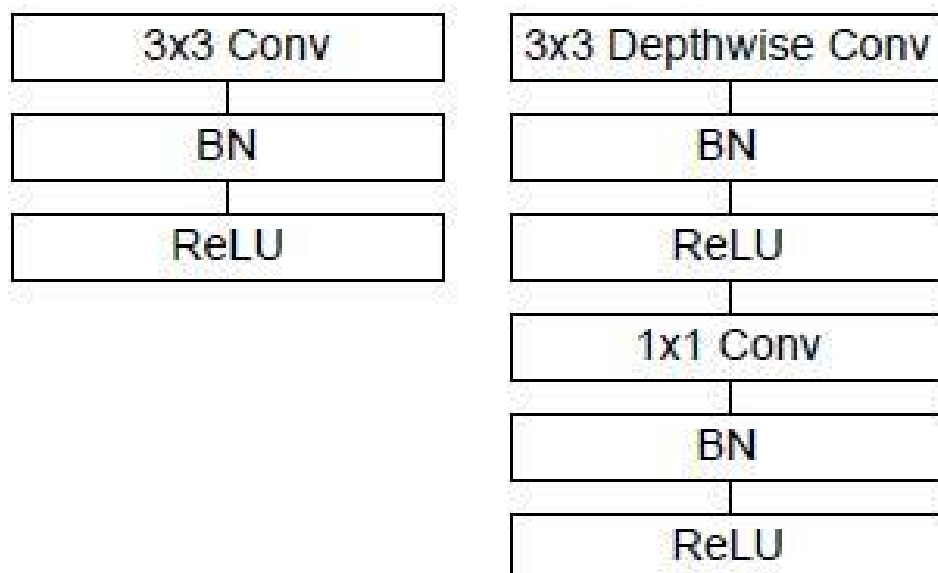 3x3 Conv
BN
ReLU
3x3 Depthwise Conv
BN
ReLU
1x1 Conv
BN
ReLU